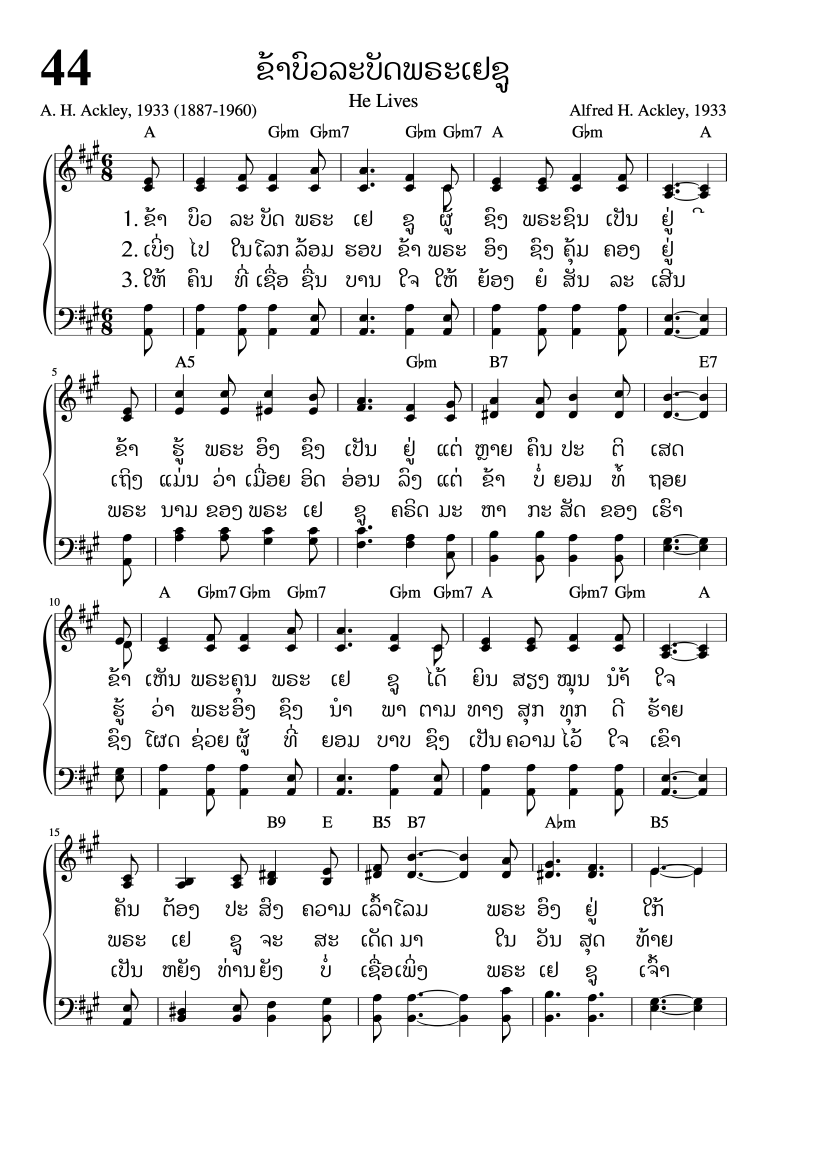 44
ຂ້າບົວລະບັດພຣະເຢຊູ
He Lives
A. H. Ackley, 1933 (1887-1960)
Alfred H. Ackley, 1933
A G♭m G♭m7 G♭m G♭m7 A G♭m A
6 8
1. ຂ້າ ບົວ ລະ ບັດ ພຣະ ເຢ ຊູ ຜູ້ ຊົງ ພຣະຊົນ ເປັນ ຢູ່
2. ເບິ່ງ ໄປ ໃນໂລກ ລ້ອມ ຮອບ ຂ້າ ພຣະ ອົງ ຊົງ ຄຸ້ມ ຄອງ ຢູ່
3. ໃຫ້ ຄົນ ທີ່ ເຊື່ອ ຊື່ນ ບານ ໃຈ ໃຫ້ ຍ້ອງ ຍໍ ສັນ ລະ ເສີນ
6 8
5 A5 G♭m B7 E7
ຂ້າ ຮູ້ ພຣະ ອົງ ຊົງ ເປັນ ຢູ່ ແຕ່ ຫຼາຍ ຄົນ ປະ ຕິ ເສດ
ເຖິງ ແມ່ນ ວ່າ ເມື່ອຍ ອິດ ອ່ອນ ລົງ ແຕ່ ຂ້າ ບໍ່ ຍອມ ທໍ້ ຖອຍ
ພຣະ ນາມ ຂອງ ພຣະ ເຢ ຊູ ຄຣິດ ມະ ຫາ ກະ ສັດ ຂອງ ເຮົາ
10 A G♭m7 G♭m G♭m7 G♭m G♭m7 A G♭m7 G♭m A
ຂ້າ ເຫັນ ພຣະຄຸນ ພຣະ ເຢ ຊູ ໄດ້ ຍິນ ສຽງ ໝຸນ ນຳ້ ໃຈ
ຮູ້ ວ່າ ພຣະອົງ ຊົງ ນຳ ພາ ຕາມ ທາງ ສຸກ ທຸກ ດີ ຮ້າຍ
ຊົງ ໂຜດ ຊ່ວຍ ຜູ້ ທີ່ ຍອມ ບາບ ຊົງ ເປັນ ຄວາມ ໄວ້ ໃຈ ເຂົາ
15 B9 E B5 B7 A♭m B5
ຄັນ ຕ້ອງ ປະ ສົງ ຄວາມ ເລົ້າໂລມ ພຣະ ອົງ ຢູ່ ໃກ້
ພຣະ ເຢ ຊູ ຈະ ສະ ເດັດ ມາ ໃນ ວັນ ສຸດ ທ້າຍ
ເປັນ ຫຍັງ ທ່ານ ຍັງ ບໍ່ ເຊື່ອເພິ່ງ ພຣະ ເຢ ຊູ ເຈົ້າ